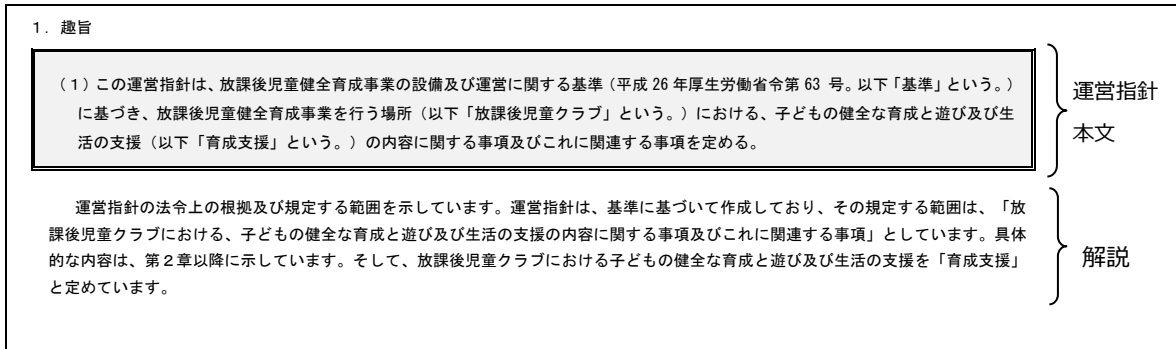 1．趣旨
（１）この運営指針は、放課後児童健全育成事業の設備及び運営に関する基準（平成 26 年厚生労働省令第 63 号。以下「基準」という。）
に基づき、放課後児童健全育成事業を行う場所（以下「放課後児童クラブ」という。）における、子どもの健全な育成と遊び及び生
活の支援（以下「育成支援」という。）の内容に関する事項及びこれに関連する事項を定める。
運営指針
本文
運営指針の法令上の根拠及び規定する範囲を示しています。運営指針は、基準に基づいて作成しており、その規定する範囲は、「放
課後児童クラブにおける、子どもの健全な育成と遊び及び生活の支援の内容に関する事項及びこれに関連する事項」としています。具体
的な内容は、第２章以降に示しています。そして、放課後児童クラブにおける子どもの健全な育成と遊び及び生活の支援を「育成支援」
と定めています。
解説